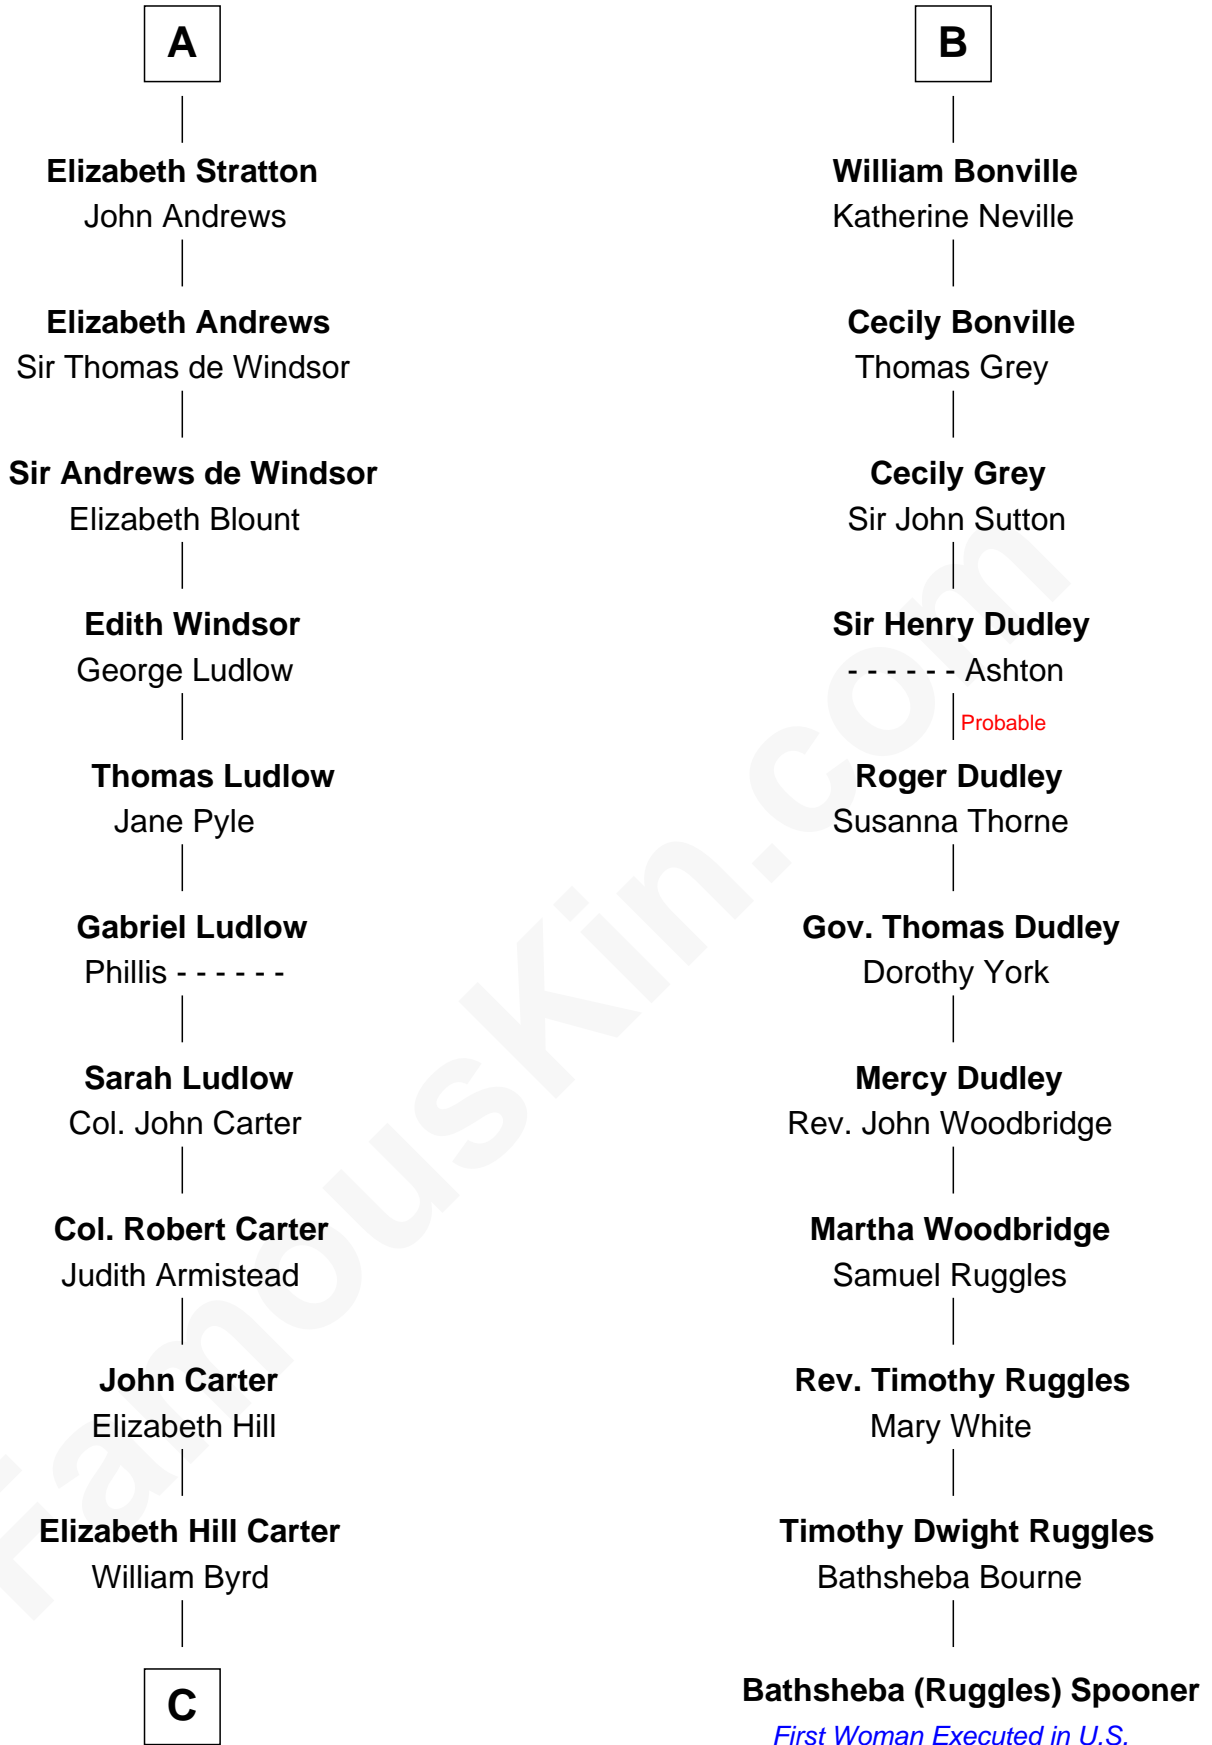 A
Elizabeth Stratton
John Andrews
Elizabeth Andrews
Sir Thomas de Windsor
Sir Andrews de Windsor
Elizabeth Blount
Edith Windsor
George Ludlow
Thomas Ludlow
Jane Pyle
Gabriel Ludlow
Phillis - - - - - -
Sarah Ludlow
Col. John Carter
Col. Robert Carter
Judith Armistead
John Carter
Elizabeth Hill
Elizabeth Hill Carter
William Byrd
C
B
William Bonville
Katherine Neville
Cecily Bonville
Thomas Grey
Cecily Grey
Sir John Sutton
Sir Henry Dudley
- - - - - - Ashton
Probable
Roger Dudley
Susanna Thorne
Gov. Thomas Dudley
Dorothy York
Mercy Dudley
Rev. John Woodbridge
Martha Woodbridge
Samuel Ruggles
Rev. Timothy Ruggles
Mary White
Timothy Dwight Ruggles
Bathsheba Bourne
Bathsheba (Ruggles) Spooner
First Woman Executed in U.S.
FamousKin.com